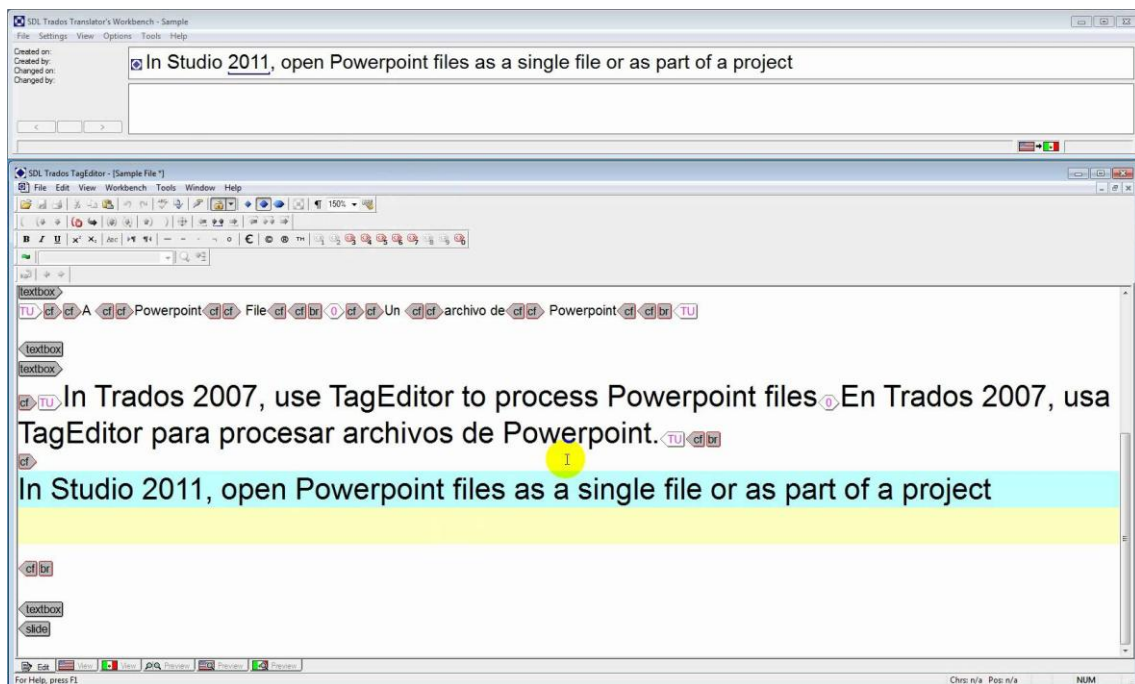 SDL Trados Translator's Workbench - Sample
File Settings View Options Tools Help
Created on:
Created by:
Changed on:
Changed by:
In Studio 2011, open Powerpoint files as a single file or as part of a project
< >
SDL Trados TagEditor - [Sample File *]
File Edit View Workbench Tools Window Help
150%
B I U x² x₂ Abc € © ® TM
textbox
TU cf cf A cf cf Powerpoint cf cf File cf cf br 0 cf cf Un cf cf archivo de cf cf Powerpoint cf cf br TU
textbox
textbox
cf TU In Trados 2007, use TagEditor to process Powerpoint files 0 En Trados 2007, usa
TagEditor para procesar archivos de Powerpoint. TU cf br
cf
In Studio 2011, open Powerpoint files as a single file or as part of a project
cf br
textbox
slide
Edit View View Preview Preview Preview
For Help, press F1 Chrs: n/a Pos: n/a NUM